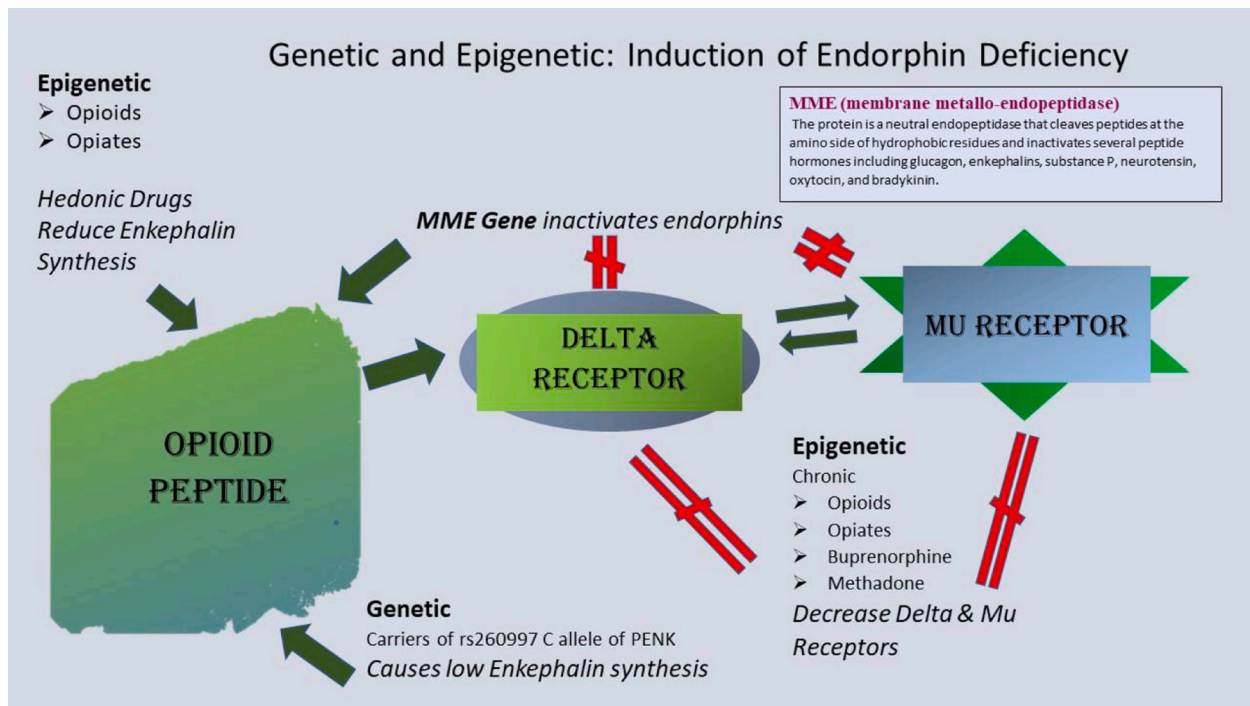 Genetic and Epigenetic: Induction of Endorphin Deficiency
Epigenetic
➢ Opioids
➢ Opiates
Hedonic Drugs
Reduce Enkephalin
Synthesis
MME (membrane metallo-endopeptidase)
The protein is a neutral endopeptidase that cleaves peptides at the
amino side of hydrophobic residues and inactivates several peptide
hormones including glucagon, enkephalins, substance P, neurotensin,
oxytocin, and bradykinin.
MME Gene inactivates endorphins
OPIOID
PEPTIDE
DELTA
RECEPTOR
MU RECEPTOR
Genetic
Carriers of rs260997 C allele of PENK
Causes low Enkephalin synthesis
Epigenetic
Chronic
➢ Opioids
➢ Opiates
➢ Buprenorphine
➢ Methadone
Decrease Delta & Mu
Receptors